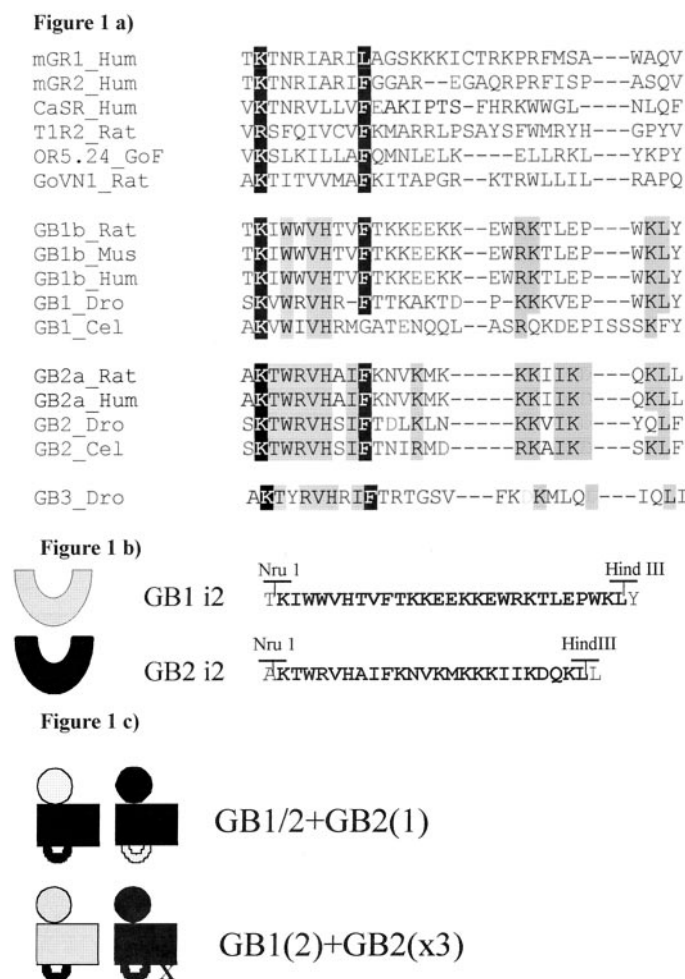 Figure 1 a)
mGR1_Hum TKTNRIARILAGSKKKICTRKPRFMSA---WAQV
mGR2_Hum TKTNRIARIFGGAR--EGAQRPRFISP---ASQV
CaSR_Hum VKTNRVLLVFEAKIPTS-FHRKWWGL----NLQF
T1R2_Rat VRSFQIVCVFKMARRLPSAYSFWMRYH---GPYV
OR5.24_GoF VKSLKILLAFQMNLELK----ELLRKL---YKPY
GoVN1_Rat AKTITVVMAFKITAPGR--KTRWLLIL---RAPQ
GB1b_Rat TKIWWVHTVFTKKEEKK--EWRKTLEP---WKLY
GB1b_Mus TKIWWVHTVFTKKEEKK--EWRKTLEP---WKLY
GB1b_Hum TKIWWVHTVFTKKEEKK--EWRKTLEP---WKLY
GB1_Dro SKVWRVHR-FTTKAKTD--P-KKKVEP---WKLY
GB1_Cel AKVWIVHRMGATENQQL--ASRQKDEPISSSKFY
GB2a_Rat AKTWRVHAIFKNVKMK----KKIIK ---QKLL
GB2a_Hum AKTWRVHAIFKNVKMK----KKIIK ---QKLL
GB2_Dro SKTWRVHSIFTDLKLN----KKVIK ---YQLF
GB2_Cel SKTWRVHSIFTNIRMD----RKAIK ---SKLF
GB3_Dro AKTYRVHRIFTRTGSV---FK KMLQ ---IQLI
Figure 1 b)
Nru 1 Hind III
GB1 i2 TKIWWVHTVFTKKEEKKEWRKTLEPWKLY
Nru 1 HindIII
GB2 i2 AKTWRVHAIFKNVKMKKKIIKDQKLL
Figure 1 c)
GB1/2+GB2(1)
GB1(2)+GB2(x3)
X